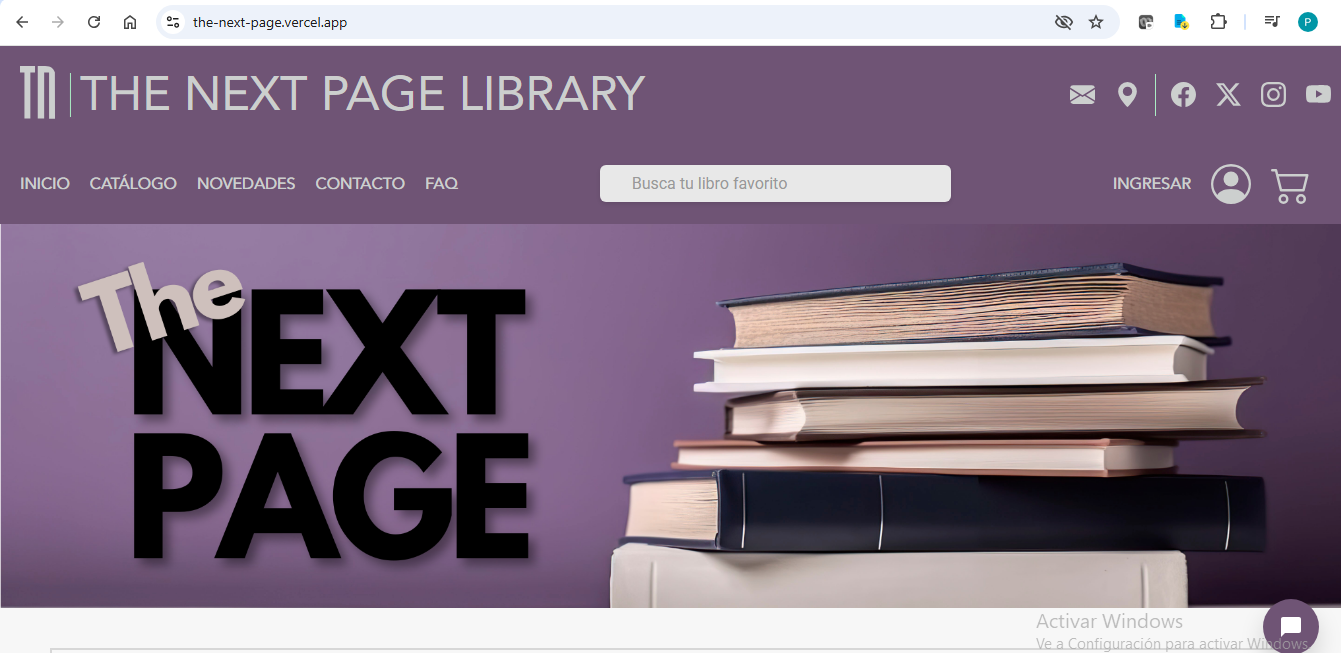 the-next-page.vercel.app
P
TN THE NEXT PAGE LIBRARY
INICIO CATÁLOGO NOVEDADES CONTACTO FAQ Busca tu libro favorito INGRESAR
The
NEXT
PAGE
Activar Windows
Ve a Configuración para activar Windows.